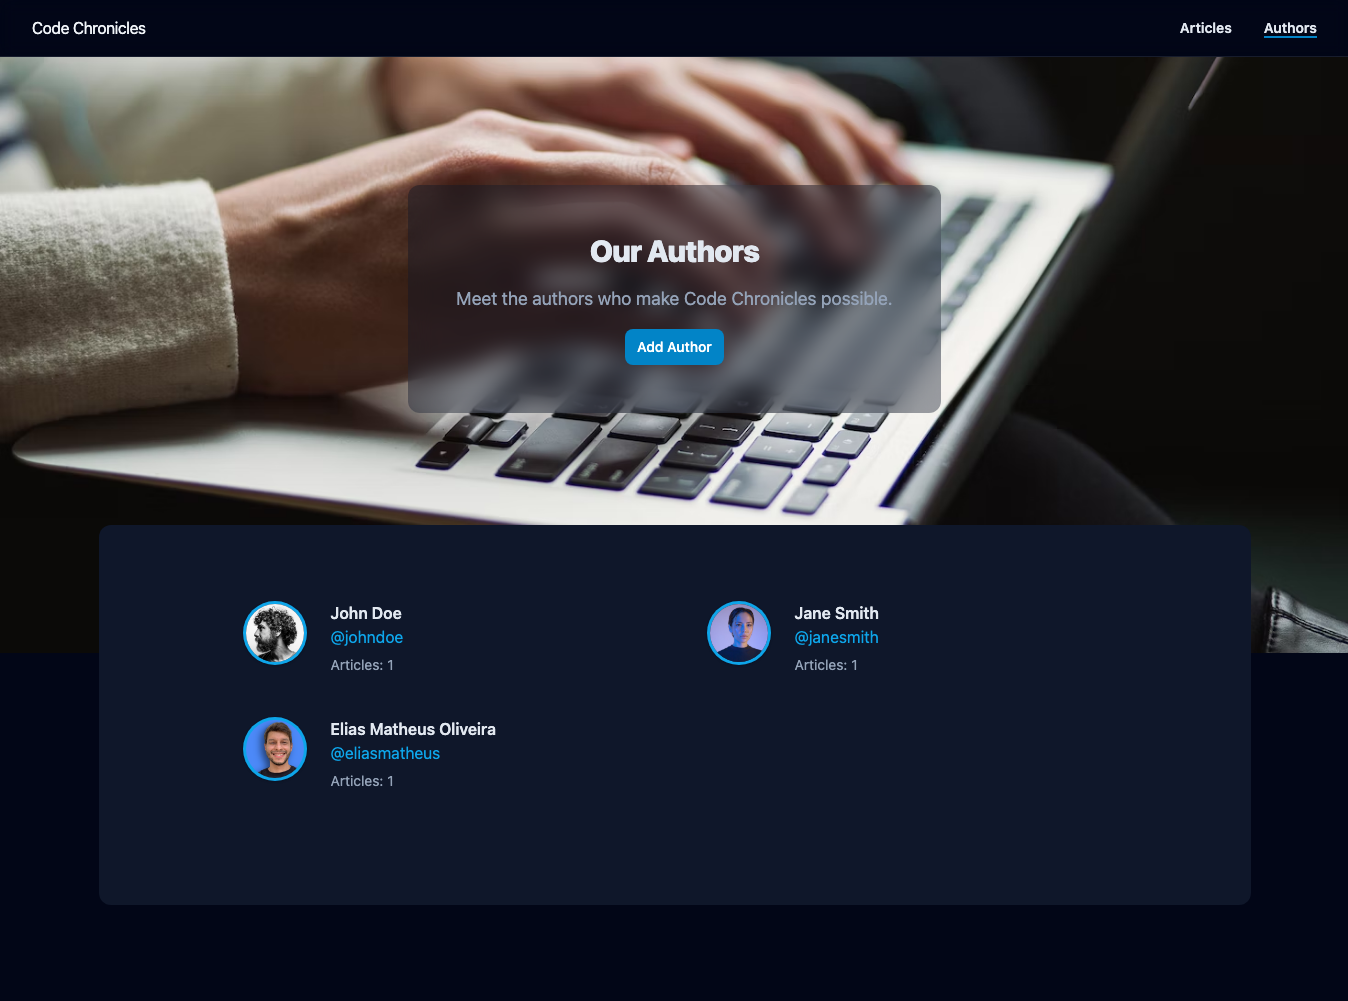 Code Chronicles
Articles
Authors
Our Authors
Meet the authors who make Code Chronicles possible.
Add Author
John Doe
@johndoe
Articles: 1
Jane Smith
@janesmith
Articles: 1
Elias Matheus Oliveira
@eliasmatheus
Articles: 1